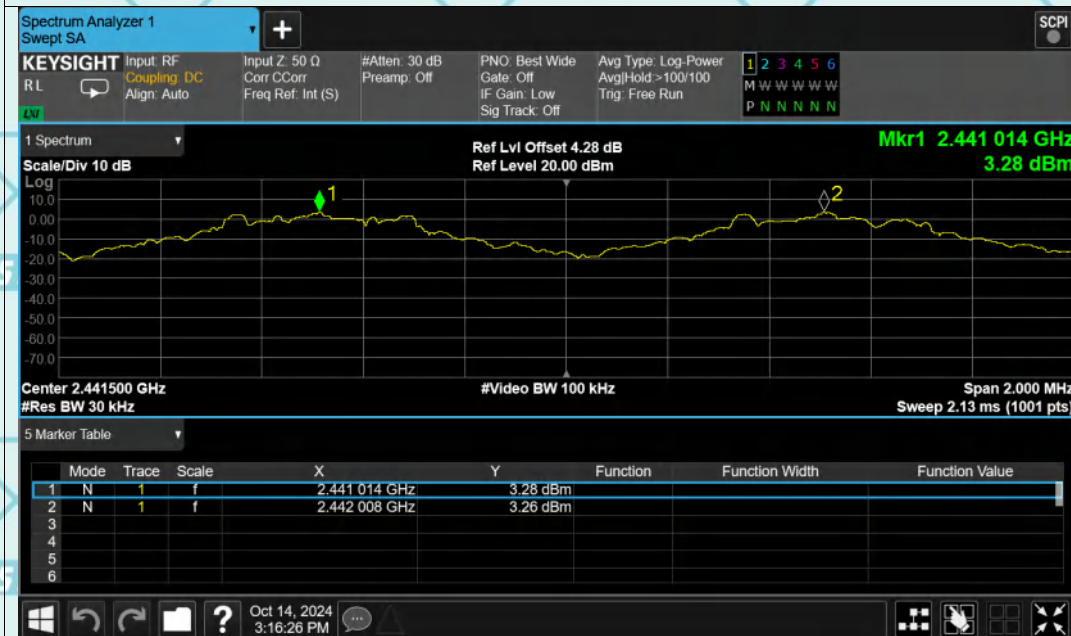 Spectrum Analyzer 1
Swept SA
+
SCPI
KEYSIGHT
RL
LXI
Input: RF
Coupling: DC
Align: Auto
Input Z: 50 Ω
Corr CCorr
Freq Ref: Int (S)
#Atten: 30 dB
Preamp: Off
PNO: Best Wide
Gate: Off
IF Gain: Low
Sig Track: Off
Avg Type: Log-Power
Avg|Hold:>100/100
Trig: Free Run
1 2 3 4 5 6
M W W W W W
P N N N N N
1 Spectrum
Scale/Div 10 dB
Ref Lvl Offset 4.28 dB
Ref Level 20.00 dBm
Mkr1 2.441 014 GHz
3.28 dBm
Log
10.0
0.00
-10.0
-20.0
-30.0
-40.0
-50.0
-60.0
-70.0
1
2
Center 2.441500 GHz
#Res BW 30 kHz
#Video BW 100 kHz
Span 2.000 MHz
Sweep 2.13 ms (1001 pts)
5 Marker Table
Mode Trace Scale X Y Function Function Width Function Value
1 N 1 f 2.441 014 GHz 3.28 dBm
2 N 1 f 2.442 008 GHz 3.26 dBm
3
4
5
6
?
Oct 14, 2024
3:16:26 PM